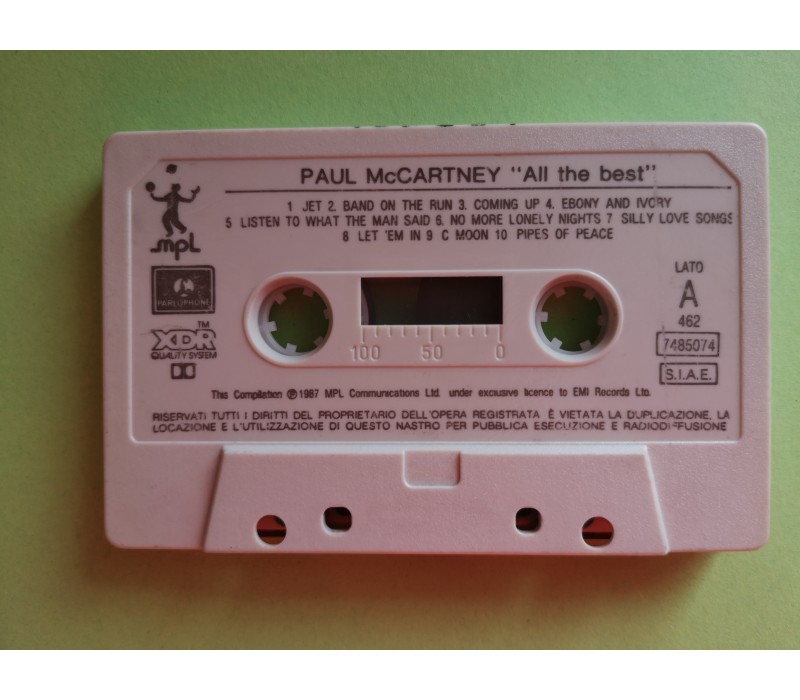 PAUL McCARTNEY "All the best"
1 JET 2. BAND ON THE RUN 3. COMING UP 4. EBONY AND IVORY
5 LISTEN TO WHAT THE MAN SAID 6. NO MORE LONELY NIGHTS 7 SILLY LOVE SONGS
8 LET 'EM IN 9 C MOON 10 PIPES OF PEACE
mpL
PARLOPHONE
LATO
A
462
7485074
S.I.A.E.
XDR TM
QUALITY SYSTEM
100 50 0
This Compilation ℗ 1987 MPL Communications Ltd. under exclusive licence to EMI Records Ltd.
RISERVATI TUTTI I DIRITTI DEL PROPRIETARIO DELL'OPERA REGISTRATA È VIETATA LA DUPLICAZIONE, LA
LOCAZIONE E L'UTILIZZAZIONE DI QUESTO NASTRO PER PUBBLICA ESECUZIONE E RADIODIFFUSIONE